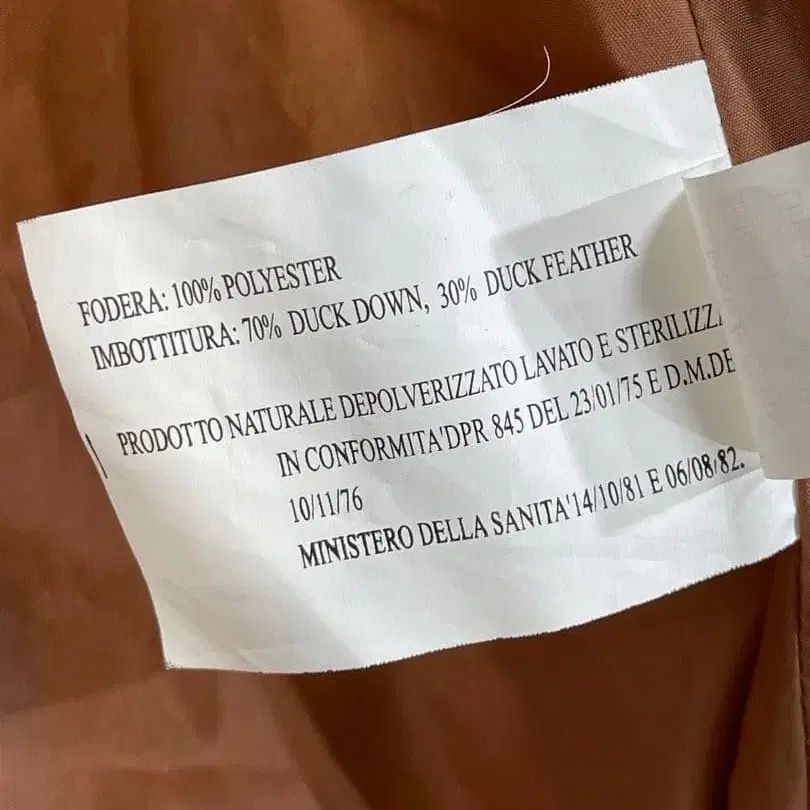 FODERA: 100% POLYESTER
IMBOTTITURA: 70% DUCK DOWN, 30% DUCK FEATHER
PRODOTTO NATURALE DEPOLVERIZZATO LAVATO E STERILIZZ
IN CONFORMITA'DPR 845 DEL 23/01/75 E D.M.DE
10/11/76
MINISTERO DELLA SANITA'14/10/81 E 06/08/82.